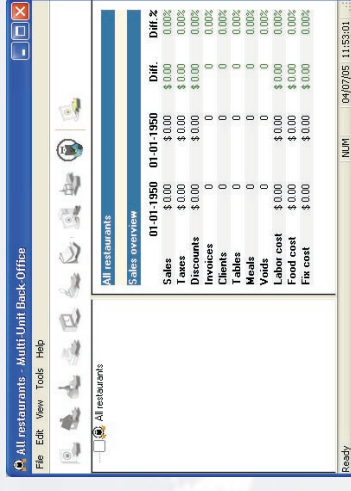 All restaurants - Multi-Unit Back-Office
File Edit View Tools Help
All restaurants
All restaurants
Sales overview
01-01-1950 01-01-1950 Diff. Diff.%
Sales $ 0.00 $ 0.00 $ 0.00 0.00%
Taxes $ 0.00 $ 0.00 $ 0.00 0.00%
Discounts $ 0.00 $ 0.00 $ 0.00 0.00%
Invoices 0 0 0 0.00%
Clients 0 0 0 0.00%
Tables 0 0 0 0.00%
Meals 0 0 0 0.00%
Voids 0 0 0 0.00%
Labor cost $ 0.00 $ 0.00 $ 0.00 0.00%
Food cost $ 0.00 $ 0.00 $ 0.00 0.00%
Fix cost $ 0.00 $ 0.00 $ 0.00 0.00%
Ready NUM 04/07/05 11:53:01